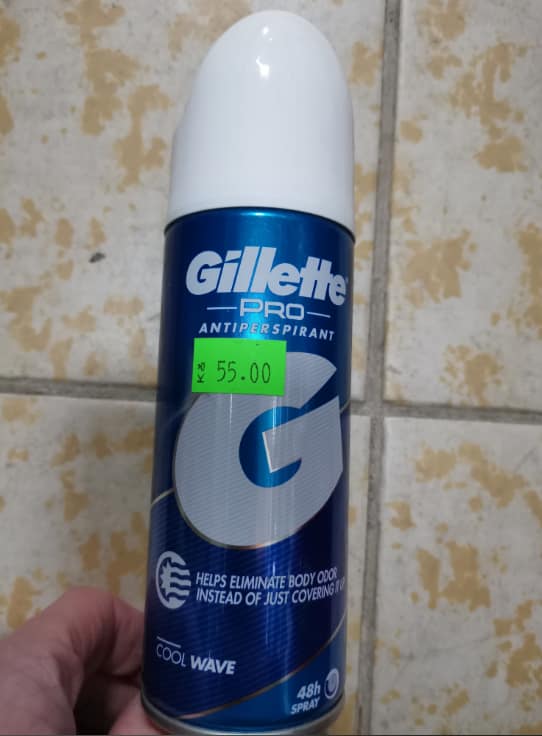 Gillette
PRO
ANTIPERSPIRANT
Kč 55.00
G
HELPS ELIMINATE BODY ODOR
INSTEAD OF JUST COVERING IT UP
COOL WAVE
48h
SPRAY